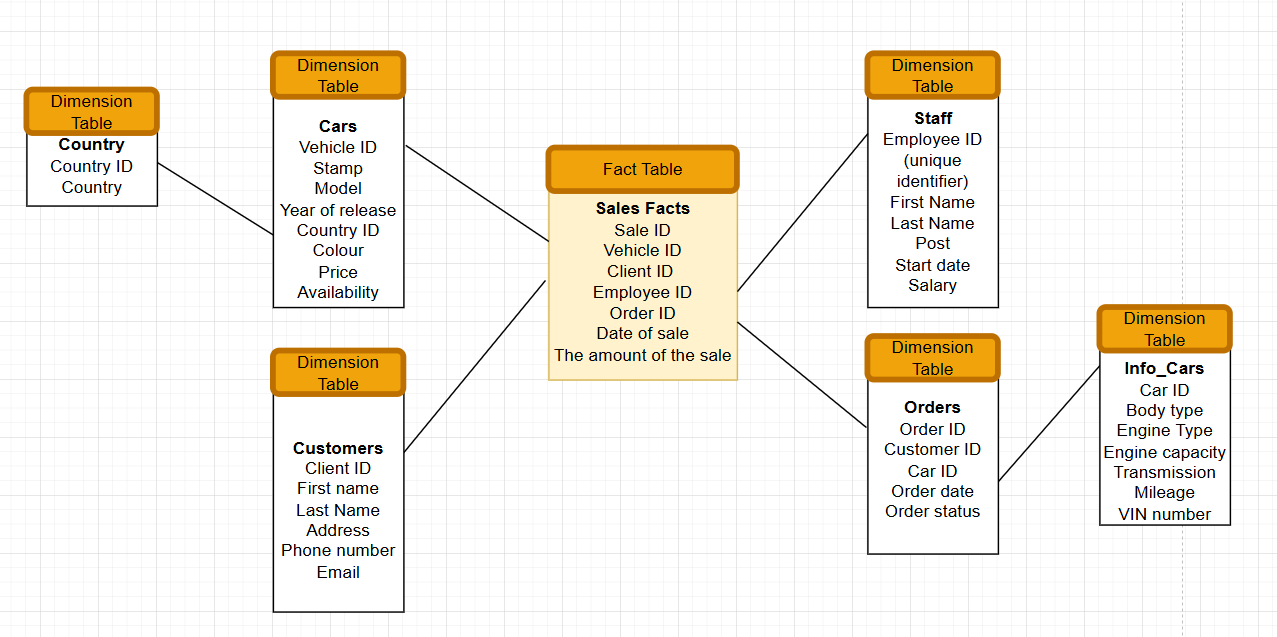 Dimension
Table
Country
Country ID
Country
Dimension
Table
Cars
Vehicle ID
Stamp
Model
Year of release
Country ID
Colour
Price
Availability
Dimension
Table
Customers
Client ID
First name
Last Name
Address
Phone number
Email
Fact Table
Sales Facts
Sale ID
Vehicle ID
Client ID
Employee ID
Order ID
Date of sale
The amount of the sale
Dimension
Table
Staff
Employee ID
(unique
identifier)
First Name
Last Name
Post
Start date
Salary
Dimension
Table
Orders
Order ID
Customer ID
Car ID
Order date
Order status
Dimension
Table
Info_Cars
Car ID
Body type
Engine Type
Engine capacity
Transmission
Mileage
VIN number